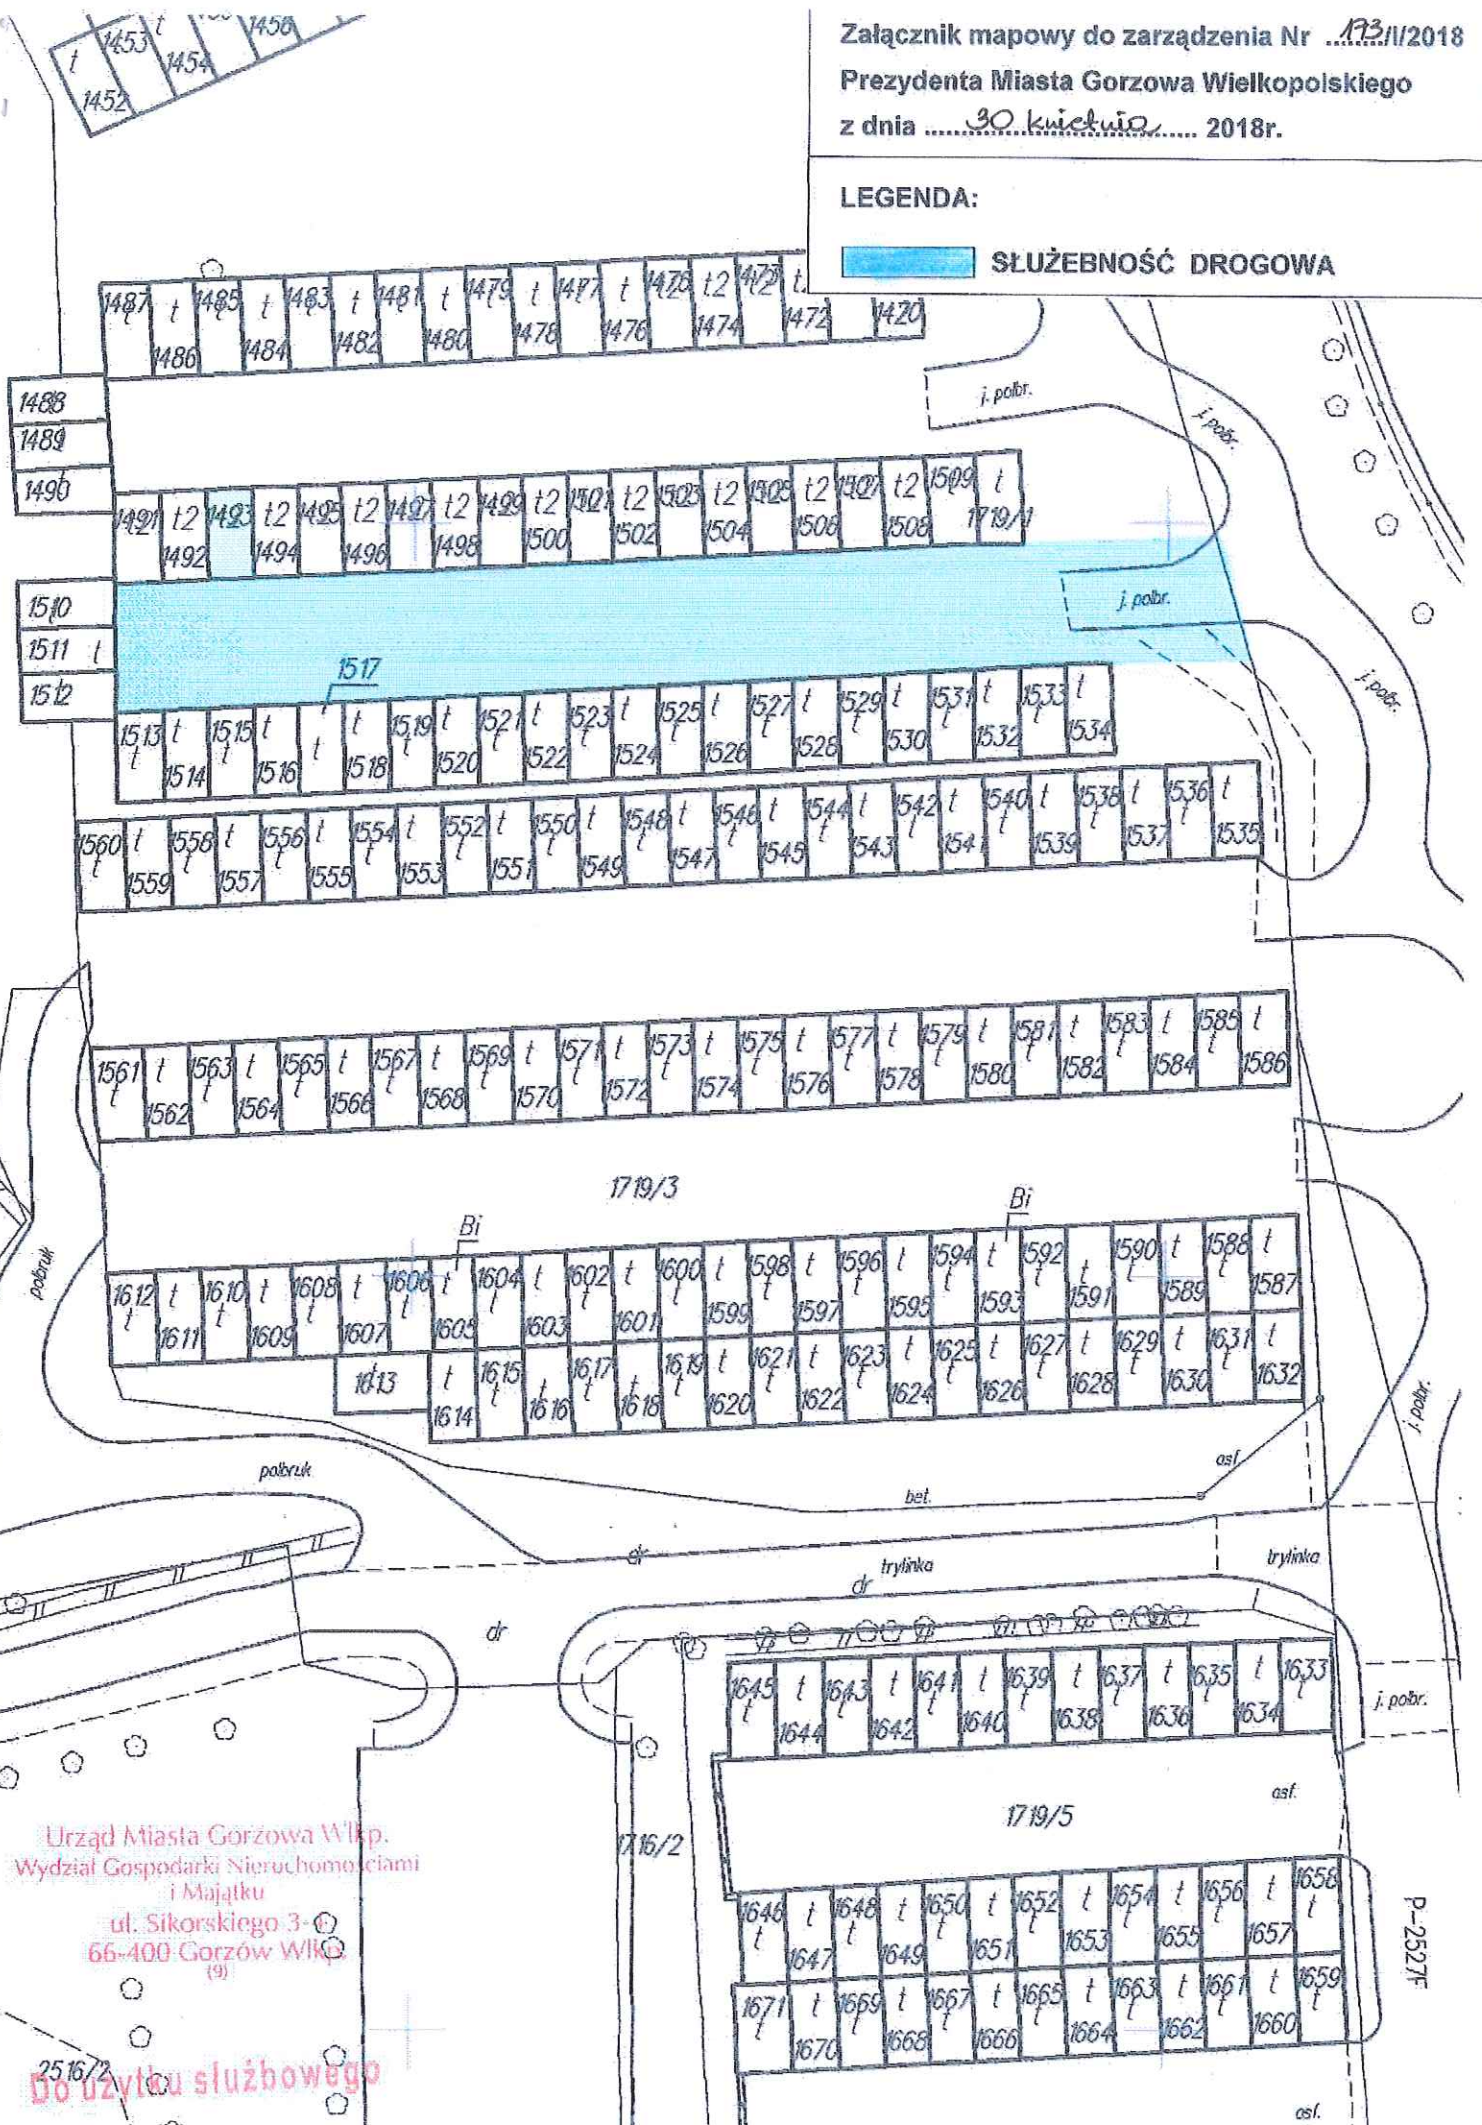 Załącznik mapowy do zarządzenia Nr ...173/I/2018
Prezydenta Miasta Gorzowa Wielkopolskiego
z dnia ......30 kwietnia...... 2018r.
LEGENDA:
SŁUŻEBNOŚĆ DROGOWA
1453 t 1456
t 1454
1452
1487 t 1485 t 1483 t 1481 t 1479 t 1477 t t2 t
1486 1484 1482 1480 1478 1476 1474 1472 1470
1488
1489
1490
j. polbr.
j. polbr.
1491 t2 1493 t2 1495 t2 1497 t2 1499 t2 1501 t2 1503 t2 1505 t2 1507 t2 1509 t
1492 1494 1496 1498 1500 1502 1504 1506 1508 1719/1
1510
1511 t
1512
j. polbr.
1517
j. polbr.
1513 t 1515 t t 1519 t 1521 t 1523 t 1525 t 1527 t 1529 t 1531 t 1533 t
t 1514 t 1516 t 1518 t 1520 t 1522 t 1524 t 1526 t 1528 t 1530 t 1532 t 1534
1560 t 1558 t 1556 t 1554 t 1552 t 1550 t 1548 t 1546 t 1544 t 1542 t 1540 t 1538 t 1536 t
t 1559 t 1557 t 1555 t 1553 t 1551 t 1549 t 1547 t 1545 t 1543 t 1541 t 1539 t 1537 t 1535
1561 t 1563 t 1565 t 1567 t 1569 t 1571 t 1573 t 1575 t 1577 t 1579 t 1581 t 1583 t 1585 t
t 1562 t 1564 t 1566 t 1568 t 1570 t 1572 t 1574 t 1576 t 1578 t 1580 t 1582 t 1584 t 1586
1719/3
Bi
Bi
polbruk
1612 t 1610 t 1608 t 1606 t 1604 t 1602 t 1600 t 1598 t 1596 t 1594 t 1592 t 1590 t 1588 t
t 1611 t 1609 t 1607 t 1605 t 1603 t 1601 t 1599 t 1597 t 1595 t 1593 t 1591 t 1589 t 1587
1613 t 1615 t 1617 t 1619 t 1621 t 1623 t 1625 t 1627 t 1629 t 1631 t
1614 t 1616 t 1618 t 1620 t 1622 t 1624 t 1626 t 1628 t 1630 t 1632
j. polbr.
polbruk
asf.
bet.
dr
trylinka
trylinka
dr
dr
1645 t 1643 t 1641 t 1639 t 1637 t 1635 t 1633
t 1644 t 1642 t 1640 t 1638 t 1636 t 1634 t
j. polbr.
asf.
1719/5
1716/2
Urząd Miasta Gorzowa Wlkp.
Wydział Gospodarki Nieruchomościami
i Majątku
ul. Sikorskiego 3-4
66-400 Gorzów Wlkp.
(9)
1646 t 1648 t 1650 t 1652 t 1654 t 1656 t 1658
t 1647 t 1649 t 1651 t 1653 t 1655 t 1657 t
P-2527F
1671 t 1669 t 1667 t 1665 t 1663 t 1661 t 1659
t 1670 t 1668 t 1666 t 1664 t 1662 t 1660 t
2516/2
Do użytku służbowego
asf.